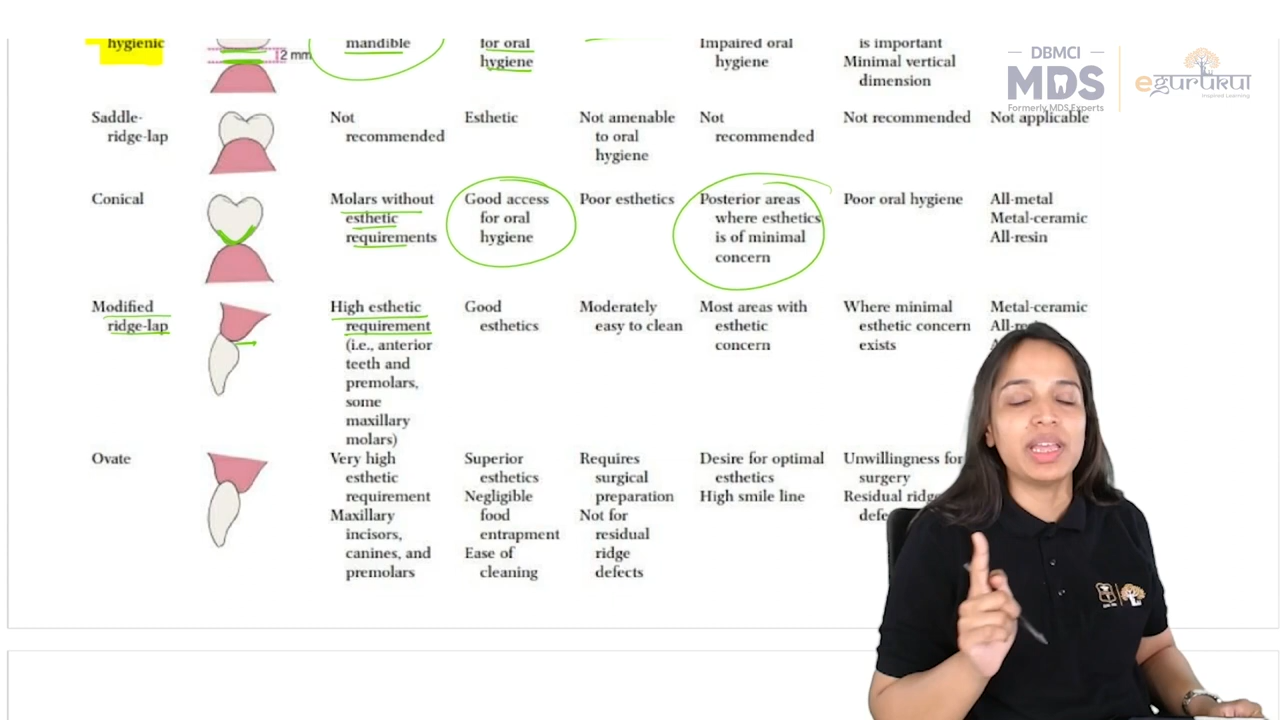 hygienic
2 mm
mandible
for oral
hygiene
Impaired oral
hygiene
is important
Minimal vertical
dimension
DBMCI
MDS
Formerly MDS Experts
egurukul
Inspired Learning
Saddle-
ridge-lap
Not
recommended
Esthetic
Not amenable
to oral
hygiene
Not
recommended
Not recommended
Not applicable
Conical
Molars without
esthetic
requirements
Good access
for oral
hygiene
Poor esthetics
Posterior areas
where esthetics
is of minimal
concern
Poor oral hygiene
All-metal
Metal-ceramic
All-resin
Modified
ridge-lap
High esthetic
requirement
(i.e., anterior
teeth and
premolars,
some
maxillary
molars)
Good
esthetics
Moderately
easy to clean
Most areas with
esthetic
concern
Where minimal
esthetic concern
exists
Metal-ceramic
Ovate
Very high
esthetic
requirement
Maxillary
incisors,
canines, and
premolars
Superior
esthetics
Negligible
food
entrapment
Ease of
cleaning
Requires
surgical
preparation
Not for
residual
ridge
defects
Desire for optimal
esthetics
High smile line
Unwillingness for
surgery
Residual